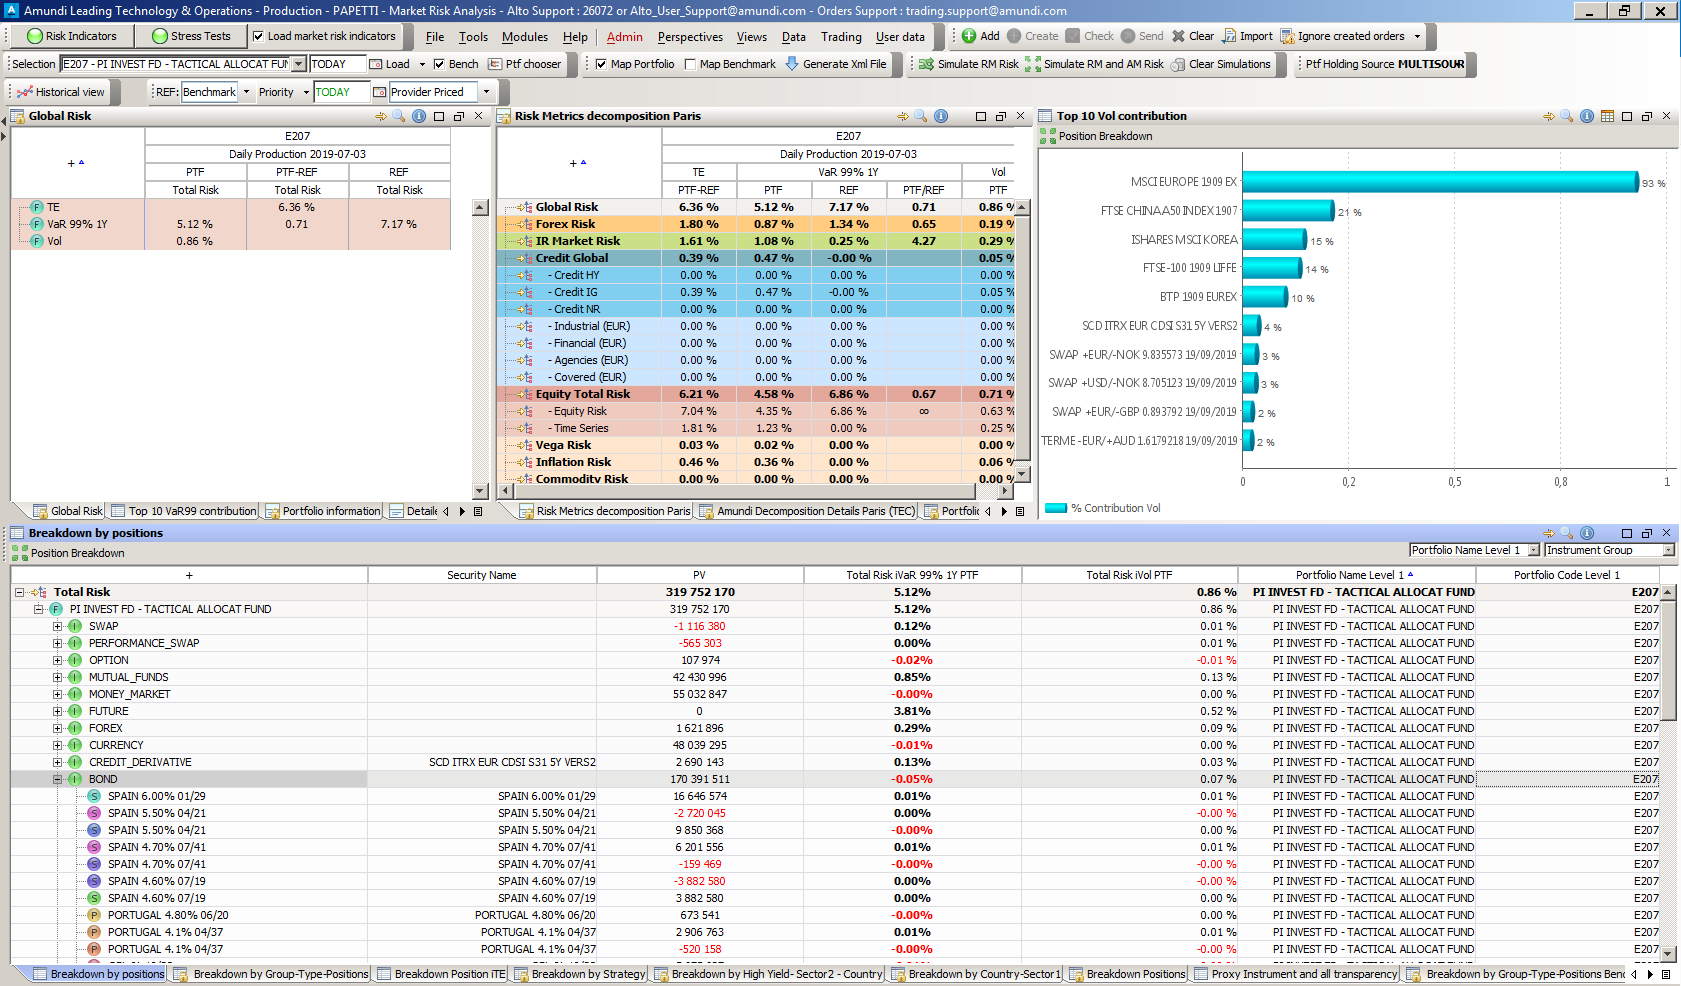 Amundi Leading Technology & Operations - Production - PAPETTI - Market Risk Analysis - Alto Support : 26072 or Alto_User_Support@amundi.com - Orders Support : trading.support@amundi.com
Risk Indicators Stress Tests Load market risk indicators File Tools Modules Help Admin Perspectives Views Data Trading User data Add Create Check Send Clear Import Ignore created orders
Selection E207 - PI INVEST FD - TACTICAL ALLOCAT FUN TODAY Load Bench Ptf chooser Map Portfolio Map Benchmark Generate Xml File Simulate RM Risk Simulate RM and AM Risk Clear Simulations Ptf Holding Source MULTISOUR
Historical view REF: Benchmark Priority TODAY Provider Priced
Global Risk
E207
Daily Production 2019-07-03
+ PTF PTF-REF REF
Total Risk Total Risk Total Risk
F TE 6.36 %
F VaR 99% 1Y 5.12 % 0.71 7.17 %
F Vol 0.86 %
Global Risk Top 10 VaR99 contribution Portfolio information Detaile
Risk Metrics decomposition Paris
E207
Daily Production 2019-07-03
+ TE VaR 99% 1Y Vol
PTF-REF PTF REF PTF/REF PTF
Global Risk 6.36 % 5.12 % 7.17 % 0.71 0.86 %
Forex Risk 1.80 % 0.87 % 1.34 % 0.65 0.19 %
IR Market Risk 1.61 % 1.08 % 0.25 % 4.27 0.29 %
Credit Global 0.39 % 0.47 % -0.00 % 0.05 %
- Credit HY 0.00 % 0.00 % 0.00 % 0.00 %
- Credit IG 0.39 % 0.47 % -0.00 % 0.05 %
- Credit NR 0.00 % 0.00 % 0.00 % 0.00 %
- Industrial (EUR) 0.00 % 0.00 % 0.00 % 0.00 %
- Financial (EUR) 0.00 % 0.00 % 0.00 % 0.00 %
- Agencies (EUR) 0.00 % 0.00 % 0.00 % 0.00 %
- Covered (EUR) 0.00 % 0.00 % 0.00 % 0.00 %
Equity Total Risk 6.21 % 4.58 % 6.86 % 0.67 0.71 %
- Equity Risk 7.04 % 4.35 % 6.86 % ∞ 0.63 %
- Time Series 1.81 % 1.23 % 0.00 % 0.25 %
Vega Risk 0.03 % 0.02 % 0.00 % 0.00 %
Inflation Risk 0.46 % 0.36 % 0.00 % 0.06 %
Commodity Risk 0.00 % 0.00 % 0.00 % 0.00 %
Risk Metrics decomposition Paris Amundi Decomposition Details Paris (TEC) Portfoli
Top 10 Vol contribution
Position Breakdown
MSCI EUROPE 1909 EX 93 %
FTSE CHINA A50 INDEX 1907 21 %
ISHARES MSCI KOREA 15 %
FTSE-100 1909 LIFFE 14 %
BTP 1909 EUREX 10 %
SCD ITRX EUR CDSI S31 5Y VERS2 4 %
SWAP +EUR/-NOK 9.835573 19/09/2019 3 %
SWAP +USD/-NOK 8.705123 19/09/2019 3 %
SWAP +EUR/-GBP 0.893792 19/09/2019 2 %
TERME -EUR/+AUD 1.6179218 19/09/2019 2 %
0 0,2 0,5 0,8 1
% Contribution Vol
Breakdown by positions
Position Breakdown Portfolio Name Level 1 Instrument Group
+ Security Name PV Total Risk iVaR 99% 1Y PTF Total Risk iVol PTF Portfolio Name Level 1 Portfolio Code Level 1
Total Risk 319 752 170 5.12% 0.86 % PI INVEST FD - TACTICAL ALLOCAT FUND E207
F PI INVEST FD - TACTICAL ALLOCAT FUND 319 752 170 5.12% 0.86 % PI INVEST FD - TACTICAL ALLOCAT FUND E207
I SWAP -1 116 380 0.12% 0.01 % PI INVEST FD - TACTICAL ALLOCAT FUND E207
I PERFORMANCE_SWAP -565 303 0.00% 0.01 % PI INVEST FD - TACTICAL ALLOCAT FUND E207
I OPTION 107 974 -0.02% -0.01 % PI INVEST FD - TACTICAL ALLOCAT FUND E207
I MUTUAL_FUNDS 42 430 996 0.85% 0.13 % PI INVEST FD - TACTICAL ALLOCAT FUND E207
I MONEY_MARKET 55 032 847 -0.00% 0.00 % PI INVEST FD - TACTICAL ALLOCAT FUND E207
I FUTURE 0 3.81% 0.52 % PI INVEST FD - TACTICAL ALLOCAT FUND E207
I FOREX 1 621 896 0.29% 0.09 % PI INVEST FD - TACTICAL ALLOCAT FUND E207
I CURRENCY 48 039 295 -0.01% 0.00 % PI INVEST FD - TACTICAL ALLOCAT FUND E207
I CREDIT_DERIVATIVE SCD ITRX EUR CDSI S31 5Y VERS2 2 690 143 0.13% 0.03 % PI INVEST FD - TACTICAL ALLOCAT FUND E207
I BOND 170 391 511 -0.05% 0.07 % PI INVEST FD - TACTICAL ALLOCAT FUND E207
S SPAIN 6.00% 01/29 SPAIN 6.00% 01/29 16 646 574 0.01% 0.01 % PI INVEST FD - TACTICAL ALLOCAT FUND E207
S SPAIN 5.50% 04/21 SPAIN 5.50% 04/21 -2 720 045 0.00% -0.00 % PI INVEST FD - TACTICAL ALLOCAT FUND E207
S SPAIN 5.50% 04/21 SPAIN 5.50% 04/21 9 850 368 -0.00% 0.00 % PI INVEST FD - TACTICAL ALLOCAT FUND E207
S SPAIN 4.70% 07/41 SPAIN 4.70% 07/41 6 201 556 0.01% 0.01 % PI INVEST FD - TACTICAL ALLOCAT FUND E207
S SPAIN 4.70% 07/41 SPAIN 4.70% 07/41 -159 469 -0.00% -0.00 % PI INVEST FD - TACTICAL ALLOCAT FUND E207
S SPAIN 4.60% 07/19 SPAIN 4.60% 07/19 -3 882 580 0.00% -0.00 % PI INVEST FD - TACTICAL ALLOCAT FUND E207
S SPAIN 4.60% 07/19 SPAIN 4.60% 07/19 3 882 580 0.00% 0.00 % PI INVEST FD - TACTICAL ALLOCAT FUND E207
P PORTUGAL 4.80% 06/20 PORTUGAL 4.80% 06/20 673 541 -0.00% 0.00 % PI INVEST FD - TACTICAL ALLOCAT FUND E207
P PORTUGAL 4.1% 04/37 PORTUGAL 4.1% 04/37 2 906 763 0.01% 0.00 % PI INVEST FD - TACTICAL ALLOCAT FUND E207
P PORTUGAL 4.1% 04/37 PORTUGAL 4.1% 04/37 -520 158 -0.00% -0.00 % PI INVEST FD - TACTICAL ALLOCAT FUND E207
Breakdown by positions Breakdown by Group-Type-Positions Breakdown Position iTE Breakdown by Strategy Breakdown by High Yield- Sector2 - Country Breakdown by Country-Sector1 Breakdown Positions Proxy Instrument and all transparency Breakdown by Group-Type-Positions Benc